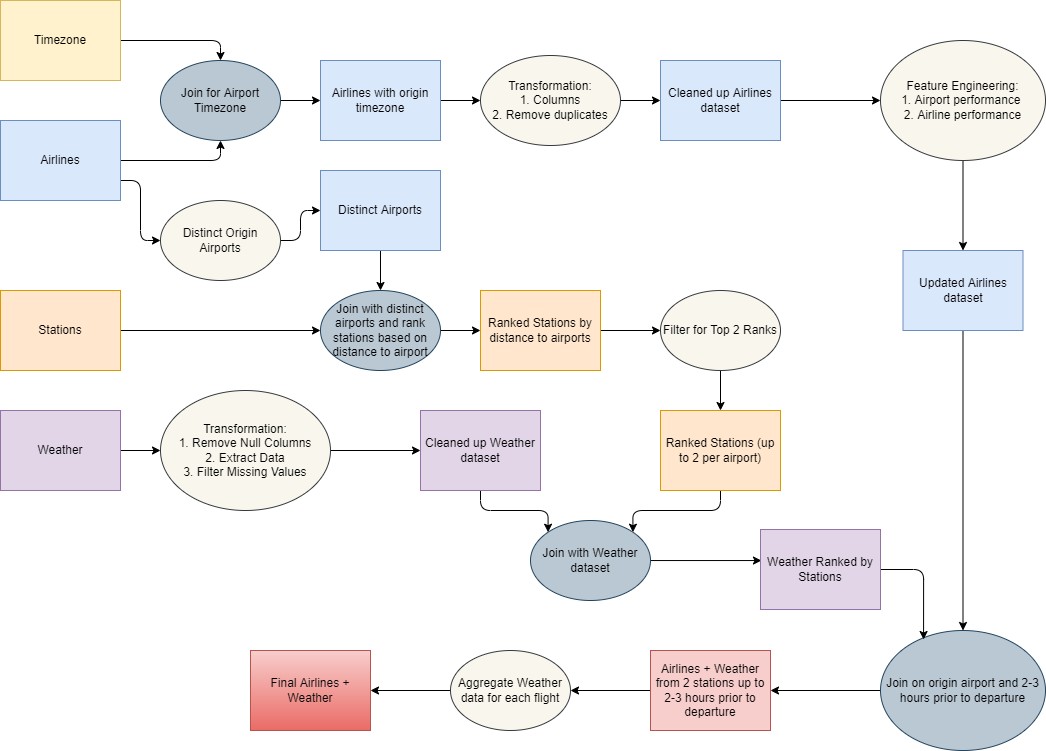 Timezone
Join for Airport
Timezone
Airlines with origin
timezone
Transformation:
1. Columns
2. Remove duplicates
Cleaned up Airlines
dataset
Feature Engineering:
1. Airport performance
2. Airline performance
Airlines
Distinct Origin
Airports
Distinct Airports
Updated Airlines
dataset
Stations
Join with distinct
airports and rank
stations based on
distance to airport
Ranked Stations by
distance to airports
Filter for Top 2 Ranks
Weather
Transformation:
1. Remove Null Columns
2. Extract Data
3. Filter Missing Values
Cleaned up Weather
dataset
Ranked Stations (up
to 2 per airport)
Join with Weather
dataset
Weather Ranked by
Stations
Final Airlines +
Weather
Aggregate Weather
data for each flight
Airlines + Weather
from 2 stations up to
2-3 hours prior to
departure
Join on origin airport and 2-3
hours prior to departure